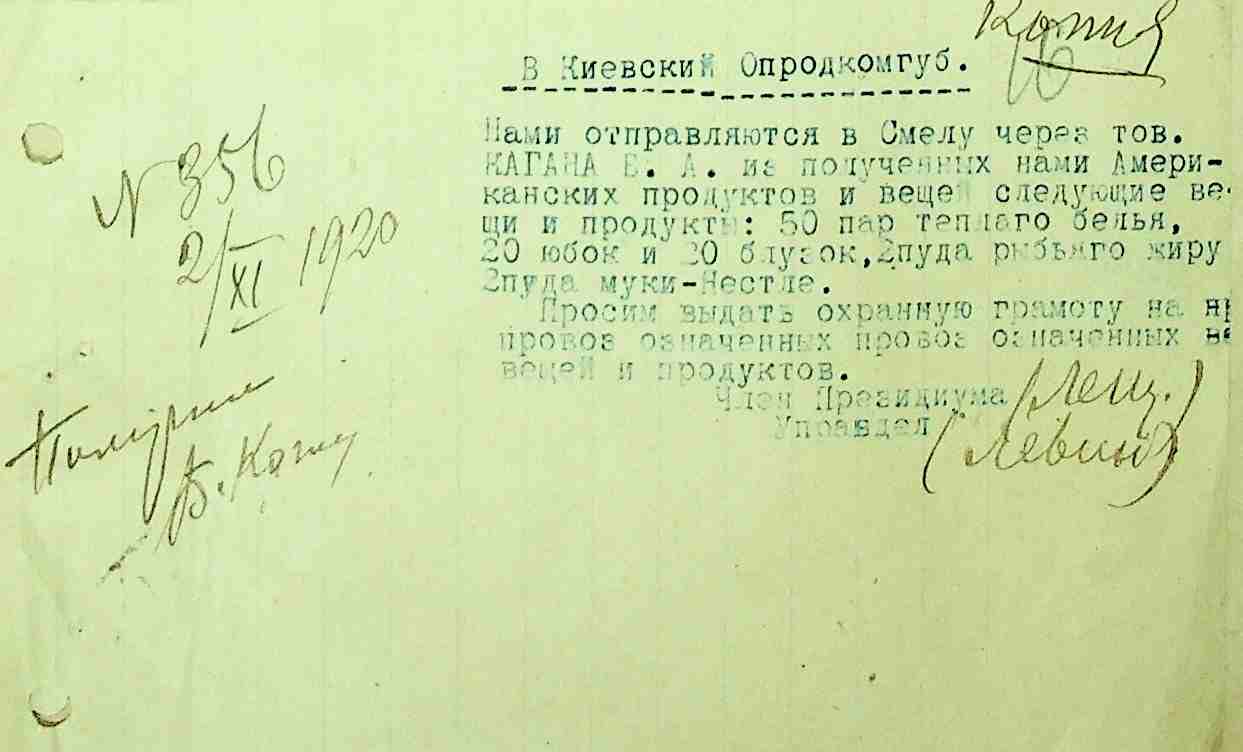 Копия
В Киевский Опродкомгуб.
№ 356
2/XI 1920
Нами отправляются в Смелу через тов.
КАГАНА Б. А. из полученных нами Амери-
канских продуктов и вещей следующие ве-
щи и продукты: 50 пар теплаго белья,
20 юбок и 20 блузок,2пуда рыбьяго жиру
2пуда муки-Нестле.
Просим выдать охранную грамоту на
провоз означенных провоз означенных
вещей и продуктов.
Член Президиума
Управдел (Левин)
Б. Каган